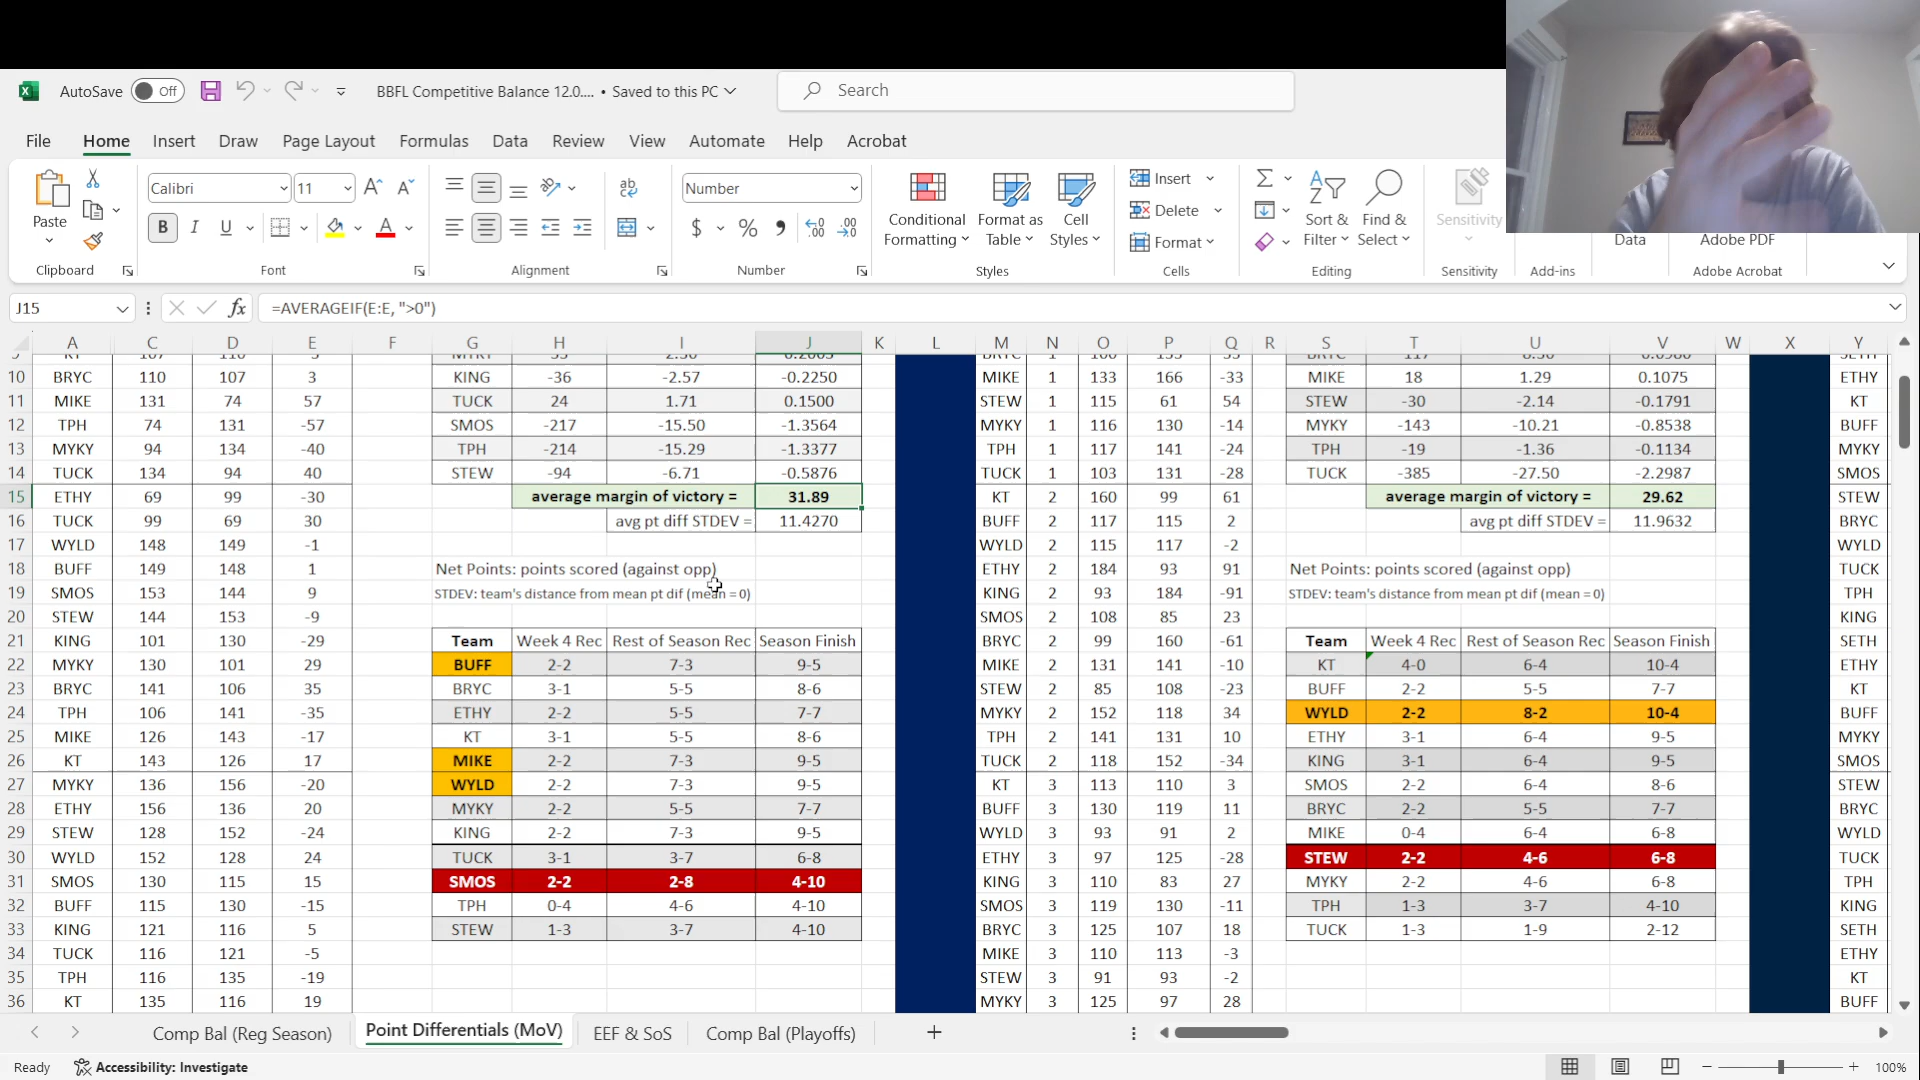 AutoSave Off BBFL Competitive Balance 12.0.... • Saved to this PC Search
File Home Insert Draw Page Layout Formulas Data Review View Automate Help Acrobat
Paste Calibri 11 Number Conditional Formatting Format as Table Cell Styles Insert Delete Format Sort & Filter Find & Select Sensitivity Data Adobe PDF
Clipboard Font Alignment Number Styles Cells Editing Sensitivity Add-ins Adobe Acrobat
J15 =AVERAGEIF(E:E, ">0")
A C D E F G H I J K L M N O P Q R S T U V W X Y
10 BRYC 110 107 3 KING -36 -2.57 -0.2250 MIKE 1 133 166 -33 MIKE 18 1.29 0.1075 ETHY
11 MIKE 131 74 57 TUCK 24 1.71 0.1500 STEW 1 115 61 54 STEW -30 -2.14 -0.1791 KT
12 TPH 74 131 -57 SMOS -217 -15.50 -1.3564 MYKY 1 116 130 -14 MYKY -143 -10.21 -0.8538 BUFF
13 MYKY 94 134 -40 TPH -214 -15.29 -1.3377 TPH 1 117 141 -24 TPH -19 -1.36 -0.1134 MYKY
14 TUCK 134 94 40 STEW -94 -6.71 -0.5876 TUCK 1 103 131 -28 TUCK -385 -27.50 -2.2987 SMOS
15 ETHY 69 99 -30 average margin of victory = 31.89 KT 2 160 99 61 average margin of victory = 29.62 STEW
16 TUCK 99 69 30 avg pt diff STDEV = 11.4270 BUFF 2 117 115 2 avg pt diff STDEV = 11.9632 BRYC
17 WYLD 148 149 -1 WYLD 2 115 117 -2 WYLD
18 BUFF 149 148 1 Net Points: points scored (against opp) ETHY 2 184 93 91 Net Points: points scored (against opp) TUCK
19 SMOS 153 144 9 STDEV: team's distance from mean pt dif (mean = 0) KING 2 93 184 -91 STDEV: team's distance from mean pt dif (mean = 0) TPH
20 STEW 144 153 -9 SMOS 2 108 85 23 KING
21 KING 101 130 -29 Team Week 4 Rec Rest of Season Rec Season Finish BRYC 2 99 160 -61 Team Week 4 Rec Rest of Season Rec Season Finish SETH
22 MYKY 130 101 29 BUFF 2-2 7-3 9-5 MIKE 2 131 141 -10 KT 4-0 6-4 10-4 ETHY
23 BRYC 141 106 35 BRYC 3-1 5-5 8-6 STEW 2 85 108 -23 BUFF 2-2 5-5 7-7 KT
24 TPH 106 141 -35 ETHY 2-2 5-5 7-7 MYKY 2 152 118 34 WYLD 2-2 8-2 10-4 BUFF
25 MIKE 126 143 -17 KT 3-1 5-5 8-6 TPH 2 141 131 10 ETHY 3-1 6-4 9-5 MYKY
26 KT 143 126 17 MIKE 2-2 7-3 9-5 TUCK 2 118 152 -34 KING 3-1 6-4 9-5 SMOS
27 MYKY 136 156 -20 WYLD 2-2 7-3 9-5 KT 3 113 110 3 SMOS 2-2 6-4 8-6 STEW
28 ETHY 156 136 20 MYKY 2-2 5-5 7-7 BUFF 3 130 119 11 BRYC 2-2 5-5 7-7 BRYC
29 STEW 128 152 -24 KING 2-2 7-3 9-5 WYLD 3 93 91 2 MIKE 0-4 6-4 6-8 WYLD
30 WYLD 152 128 24 TUCK 3-1 3-7 6-8 ETHY 3 97 125 -28 STEW 2-2 4-6 6-8 TUCK
31 SMOS 130 115 15 SMOS 2-2 2-8 4-10 KING 3 110 83 27 MYKY 2-2 4-6 6-8 TPH
32 BUFF 115 130 -15 TPH 0-4 4-6 4-10 SMOS 3 119 130 -11 TPH 1-3 3-7 4-10 KING
33 KING 121 116 5 STEW 1-3 3-7 4-10 BRYC 3 125 107 18 TUCK 1-3 1-9 2-12 SETH
34 TUCK 116 121 -5 MIKE 3 110 113 -3 ETHY
35 TPH 116 135 -19 STEW 3 91 93 -2 KT
36 KT 135 116 19 MYKY 3 125 97 28 BUFF
Comp Bal (Reg Season) Point Differentials (MoV) EEF & SoS Comp Bal (Playoffs)
Ready Accessibility: Investigate 100%